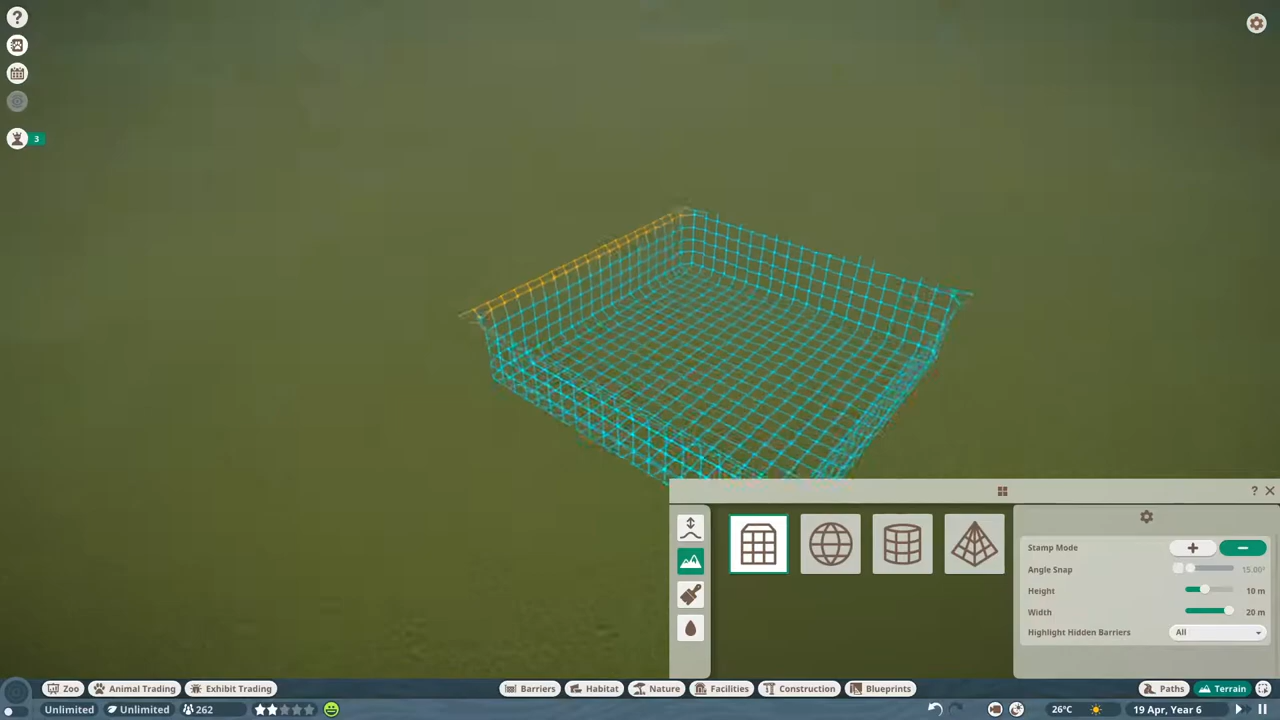 ?
3
?
Stamp Mode
Angle Snap 15.00°
Height 10 m
Width 20 m
Highlight Hidden Barriers All
Zoo Animal Trading Exhibit Trading Barriers Habitat Nature Facilities Construction Blueprints Paths Terrain
Unlimited Unlimited 262 26°C 19 Apr, Year 6